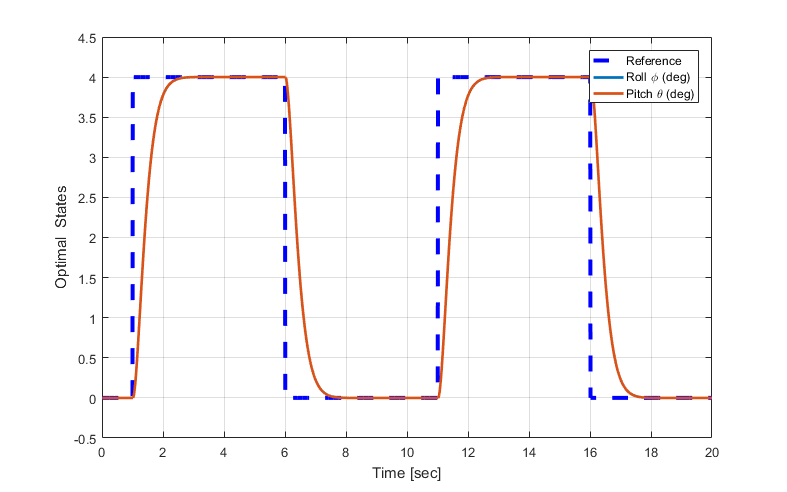 4.5
4
3.5
3
2.5
2
1.5
1
0.5
0
-0.5
Optimal States
Reference
Roll ϕ (deg)
Pitch θ (deg)
0 2 4 6 8 10 12 14 16 18 20
Time [sec]